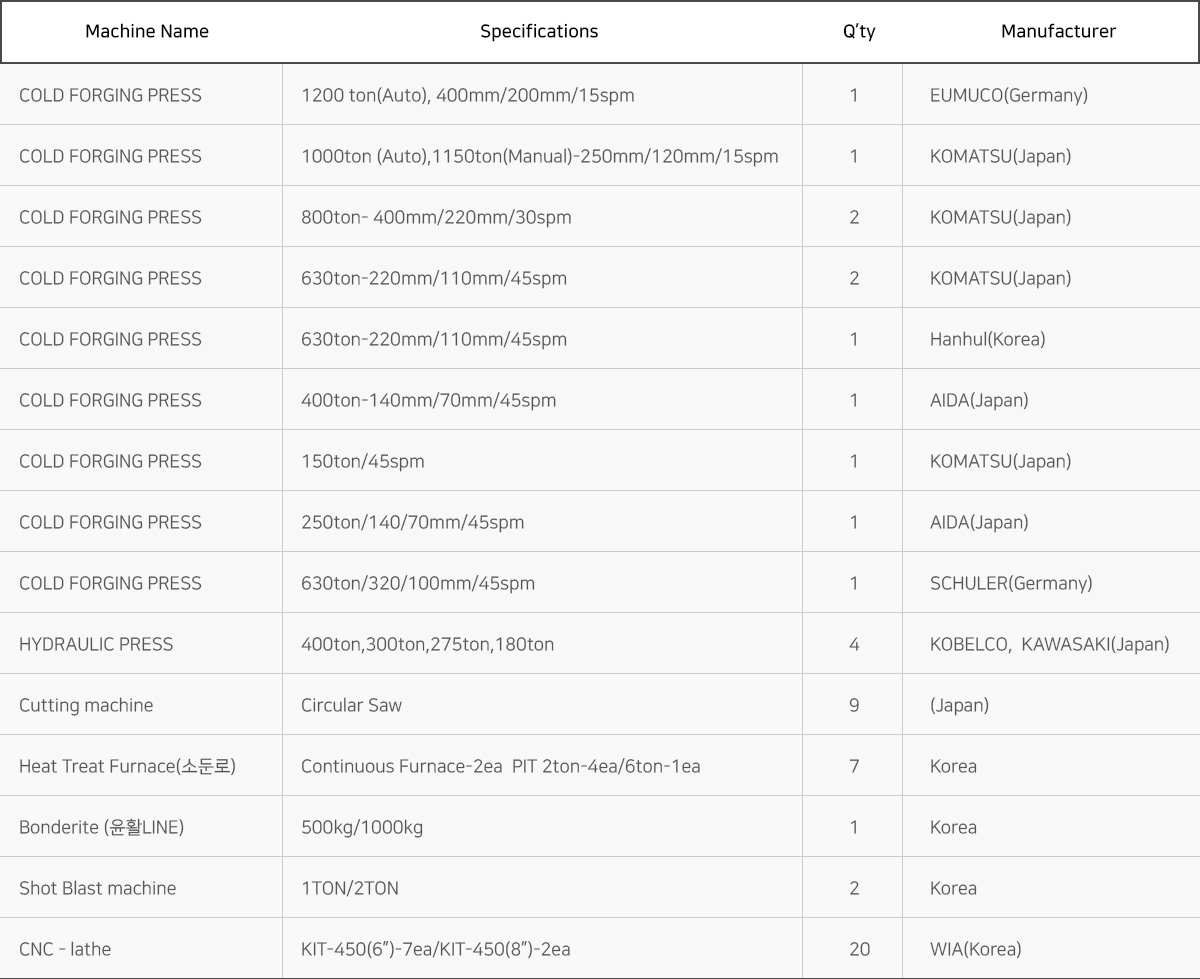 Machine Name Specifications Q’ty Manufacturer
COLD FORGING PRESS 1200 ton(Auto), 400mm/200mm/15spm 1 EUMUCO(Germany)
COLD FORGING PRESS 1000ton (Auto),1150ton(Manual)-250mm/120mm/15spm 1 KOMATSU(Japan)
COLD FORGING PRESS 800ton- 400mm/220mm/30spm 2 KOMATSU(Japan)
COLD FORGING PRESS 630ton-220mm/110mm/45spm 2 KOMATSU(Japan)
COLD FORGING PRESS 630ton-220mm/110mm/45spm 1 Hanhul(Korea)
COLD FORGING PRESS 400ton-140mm/70mm/45spm 1 AIDA(Japan)
COLD FORGING PRESS 150ton/45spm 1 KOMATSU(Japan)
COLD FORGING PRESS 250ton/140/70mm/45spm 1 AIDA(Japan)
COLD FORGING PRESS 630ton/320/100mm/45spm 1 SCHULER(Germany)
HYDRAULIC PRESS 400ton,300ton,275ton,180ton 4 KOBELCO, KAWASAKI(Japan)
Cutting machine Circular Saw 9 (Japan)
Heat Treat Furnace(소둔로) Continuous Furnace-2ea PIT 2ton-4ea/6ton-1ea 7 Korea
Bonderite (윤활LINE) 500kg/1000kg 1 Korea
Shot Blast machine 1TON/2TON 2 Korea
CNC - lathe KIT-450(6”)-7ea/KIT-450(8”)-2ea 20 WIA(Korea)